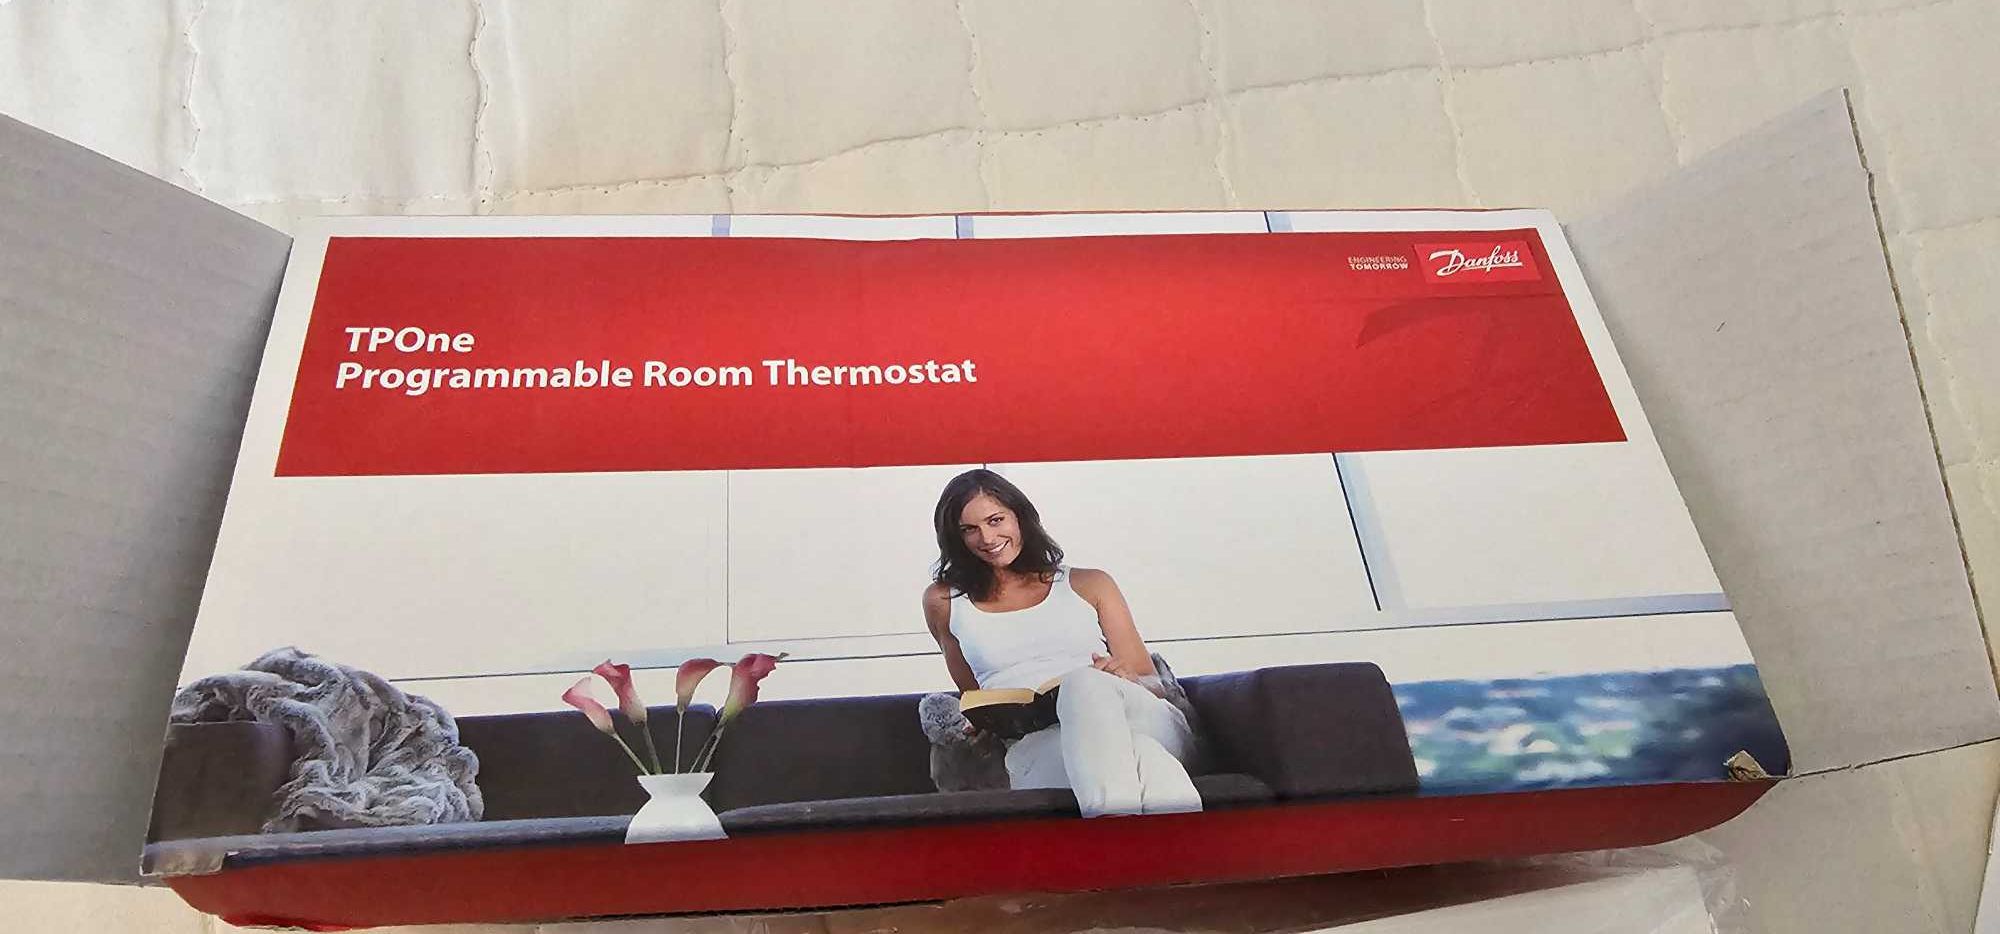 ENGINEERING
TOMORROW
Danfoss
TPOne
Programmable Room Thermostat